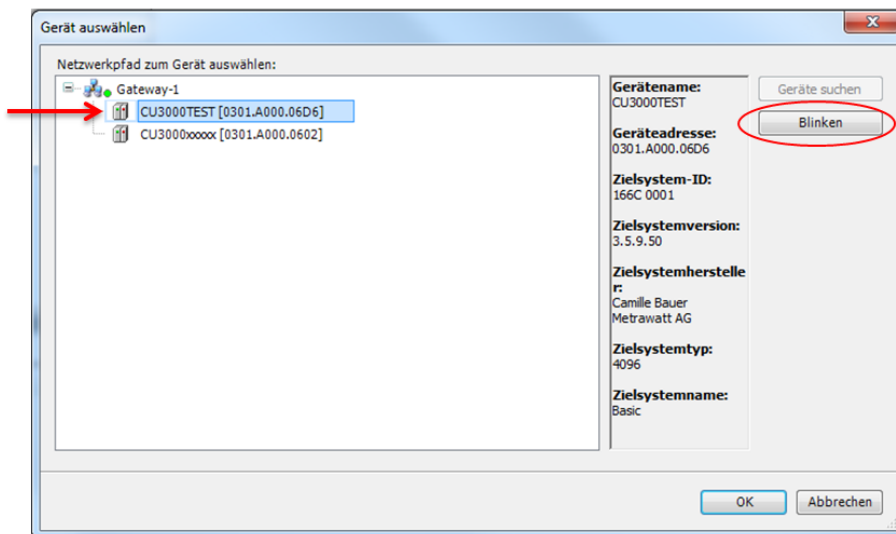 Gerät auswählen
Netzwerkpfad zum Gerät auswählen:
Gateway-1
CU3000TEST [0301.A000.06D6]
CU3000xxxxx [0301.A000.0602]
Gerätename:
CU3000TEST
Geräteadresse:
0301.A000.06D6
Zielsystem-ID:
166C 0001
Zielsystemversion:
3.5.9.50
Zielsystemherstelle
r:
Camille Bauer
Metrawatt AG
Zielsystemtyp:
4096
Zielsystemname:
Basic
Geräte suchen
Blinken
OK
Abbrechen